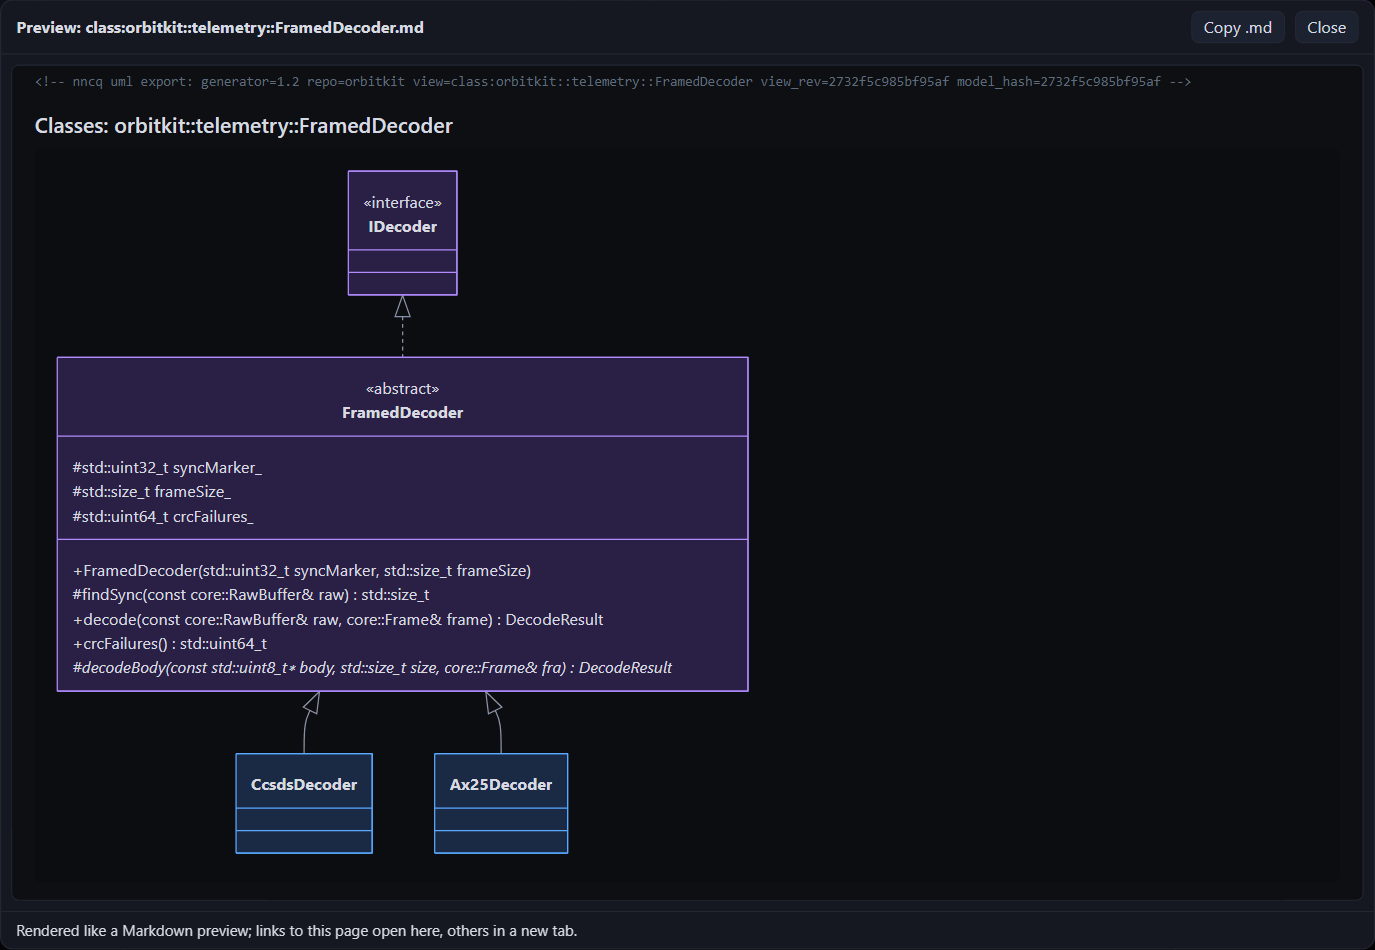 Preview: class:orbitkit::telemetry::FramedDecoder.md
Copy .md
Close
<!-- nncq uml export: generator=1.2 repo=orbitkit view=class:orbitkit::telemetry::FramedDecoder view_rev=2732f5c985bf95af model_hash=2732f5c985bf95af -->
Classes: orbitkit::telemetry::FramedDecoder
«interface»
IDecoder
«abstract»
FramedDecoder
#std::uint32_t syncMarker_
#std::size_t frameSize_
#std::uint64_t crcFailures_
+FramedDecoder(std::uint32_t syncMarker, std::size_t frameSize)
#findSync(const core::RawBuffer& raw) : std::size_t
+decode(const core::RawBuffer& raw, core::Frame& frame) : DecodeResult
+crcFailures() : std::uint64_t
#decodeBody(const std::uint8_t* body, std::size_t size, core::Frame& fra) : DecodeResult
CcsdsDecoder
Ax25Decoder
Rendered like a Markdown preview; links to this page open here, others in a new tab.